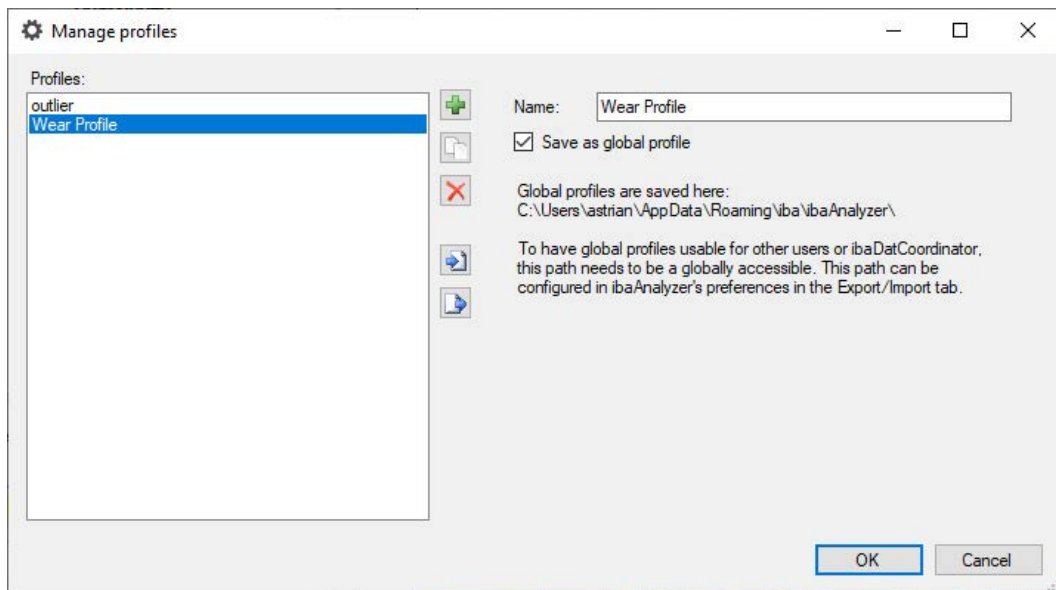 Manage profiles
Profiles:
outlier
Wear Profile
Name: Wear Profile
Save as global profile
Global profiles are saved here:
C:\Users\astrian\AppData\Roaming\iba\ibaAnalyzer\
To have global profiles usable for other users or ibaDatCoordinator,
this path needs to be a globally accessible. This path can be
configured in ibaAnalyzer's preferences in the Export/Import tab.
OK Cancel